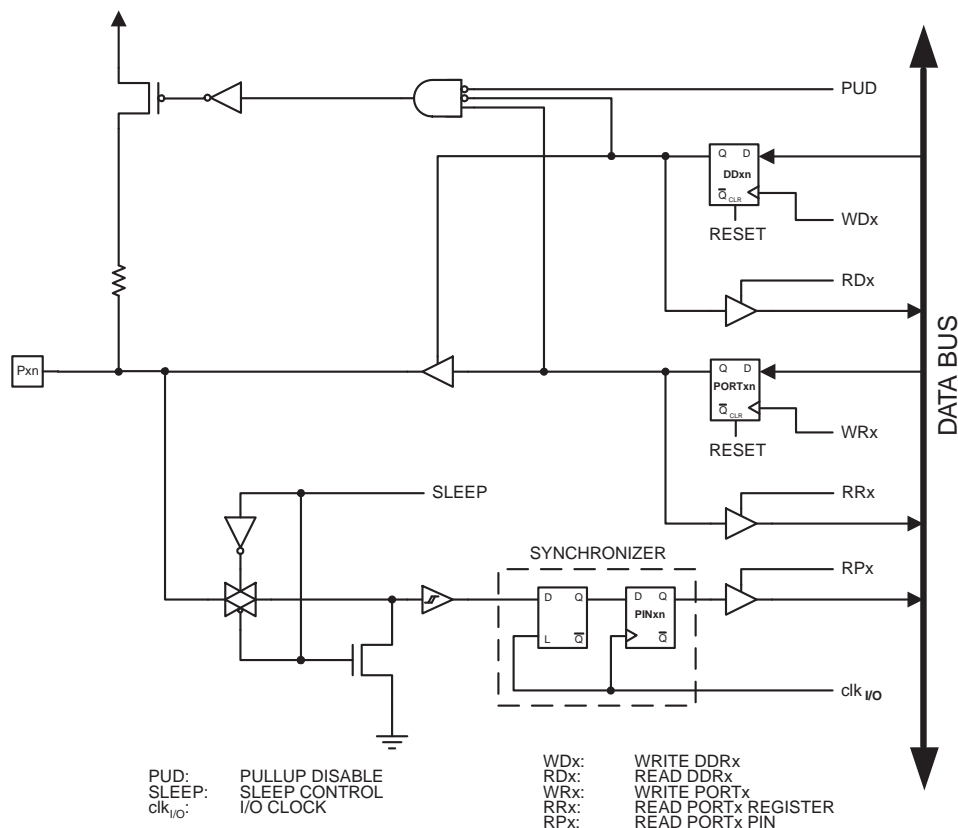 PUD
Q D
DDxn
Q CLR
WDx
RESET
RDx
Pxn
Q D
PORTxn
Q CLR
WRx
RESET
DATA BUS
SLEEP
RRx
SYNCHRONIZER
RPx
D Q
L Q
D Q
PINxn
Q
clk I/O
PUD: PULLUP DISABLE
SLEEP: SLEEP CONTROL
clkI/O: I/O CLOCK
WDx: WRITE DDRx
RDx: READ DDRx
WRx: WRITE PORTx
RRx: READ PORTx REGISTER
RPx: READ PORTx PIN